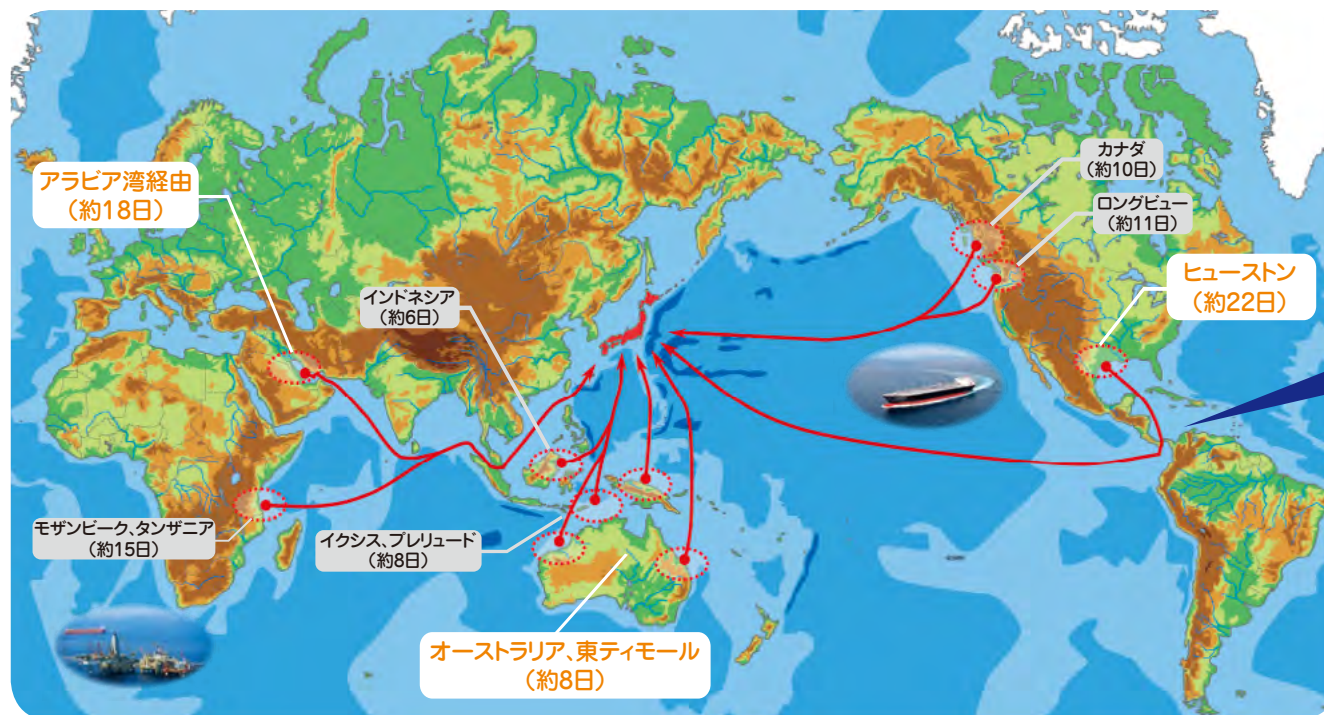 アラビア湾経由
(約18日)
インドネシア
(約6日)
カナダ
(約10日)
ロングビュー
(約11日)
ヒューストン
(約22日)
モザンビーク、タンザニア
(約15日)
イクシス、プレリュード
(約8日)
オーストラリア、東ティモール
(約8日)